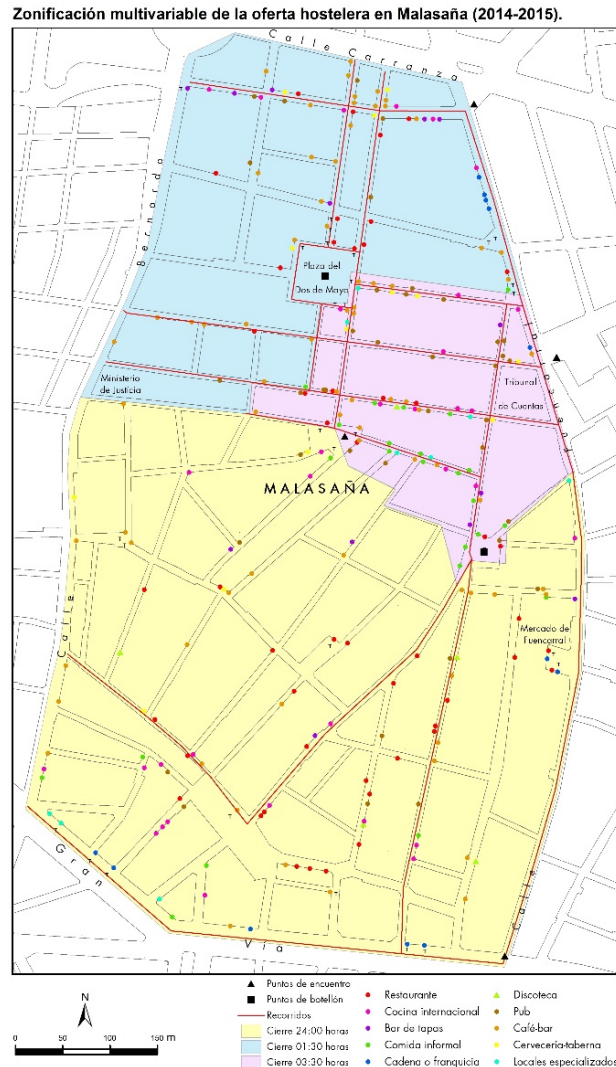 Zonificación multivariable de la oferta hostelera en Malasaña (2014-2015).
Calle Carranza
Bernardo
Plaza del
Dos de Mayo
Ministerio
de Justicia
Tribunal
de Cuentas
MALASAÑA
Calle
Mercado de
Fuencarral
Gran Vía
N
0 50 100 150 m
Puntos de encuentro
Puntos de botellón
Recorridos
Cierre 24:00 horas
Cierre 01:30 horas
Cierre 03:30 horas
Restaurante
Cocina internacional
Bar de tapas
Comida informal
Cadena o franquicia
Discoteca
Pub
Café-bar
Cervecería-taberna
Locales especializados